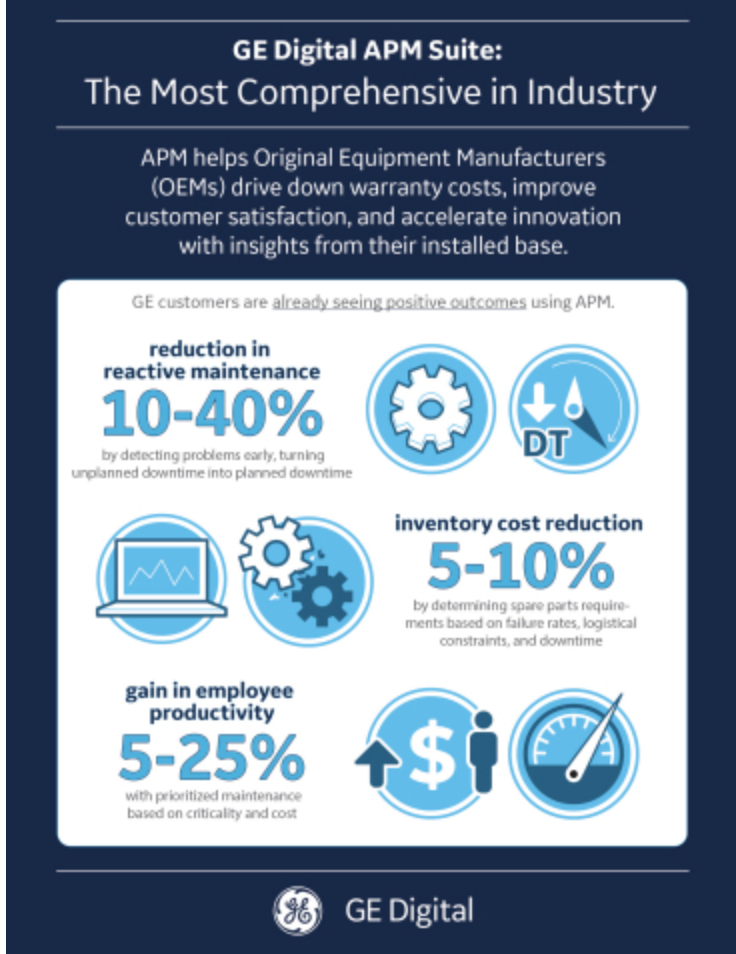 GE Digital APM Suite:
The Most Comprehensive in Industry
APM helps Original Equipment Manufacturers
(OEMs) drive down warranty costs, improve
customer satisfaction, and accelerate innovation
with insights from their installed base.
GE customers are already seeing positive outcomes using APM.
reduction in
reactive maintenance
10-40%
by detecting problems early, turning
unplanned downtime into planned downtime
DT
inventory cost reduction
5-10%
by determining spare parts require-
ments based on failure rates, logistical
constraints, and downtime
gain in employee
productivity
5-25%
with prioritized maintenance
based on criticality and cost
$
GE
GE Digital